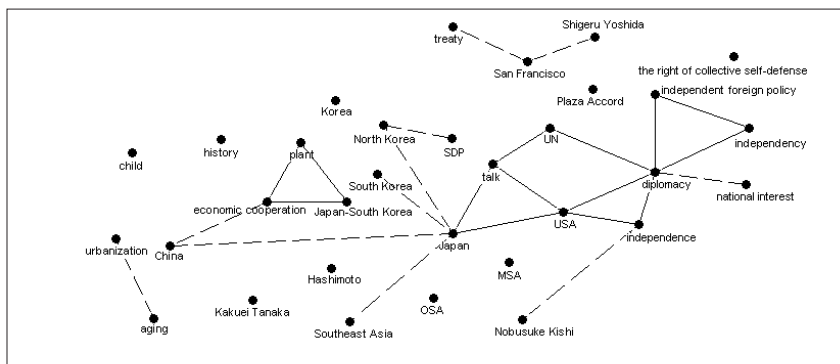 Shigeru Yoshida
treaty
San Francisco
the right of collective self-defense
independent foreign policy
Plaza Accord
Korea
North Korea
UN
independency
child
history
plant
SDP
South Korea
talk
diplomacy
national interest
economic cooperation
Japan-South Korea
USA
independence
urbanization
China
Japan
Hashimoto
MSA
Kakuei Tanaka
OSA
aging
Southeast Asia
Nobusuke Kishi